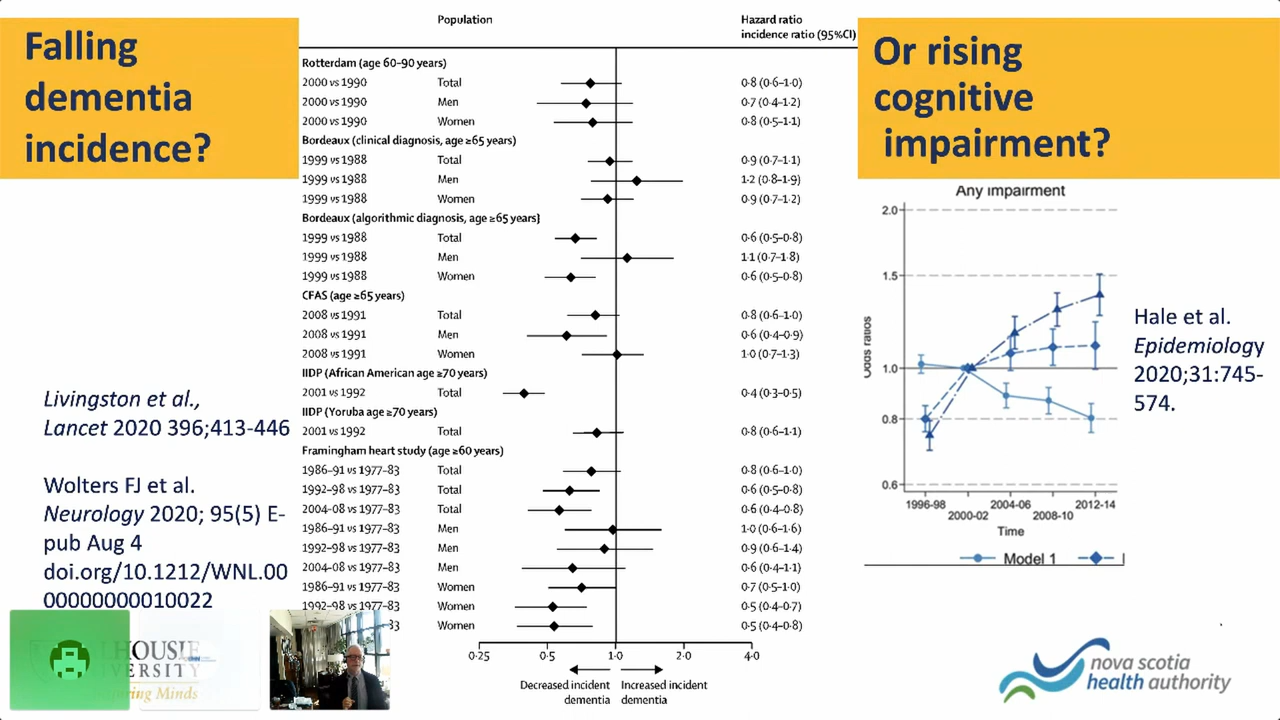 Falling
dementia
incidence?
Livingston et al.,
Lancet 2020 396;413-446
Wolters FJ et al.
Neurology 2020; 95(5) E-
pub Aug 4
doi.org/10.1212/WNL.00
00000000010022
Population
Hazard ratio
incidence ratio (95%CI)
Rotterdam (age 60–90 years)
2000 vs 1990 Total 0·8 (0·6–1·0)
2000 vs 1990 Men 0·7 (0·4–1·2)
2000 vs 1990 Women 0·8 (0·5–1·1)
Bordeaux (clinical diagnosis, age ≥65 years)
1999 vs 1988 Total 0·9 (0·7–1·1)
1999 vs 1988 Men 1·2 (0·8–1·9)
1999 vs 1988 Women 0·9 (0·7–1·2)
Bordeaux (algorithmic diagnosis, age ≥65 years)
1999 vs 1988 Total 0·6 (0·5–0·8)
1999 vs 1988 Men 1·1 (0·7–1·8)
1999 vs 1988 Women 0·6 (0·5–0·8)
CFAS (age ≥65 years)
2008 vs 1991 Total 0·8 (0·6–1·0)
2008 vs 1991 Men 0·6 (0·4–0·9)
2008 vs 1991 Women 1·0 (0·7–1·3)
IIDP (African American age ≥70 years)
2001 vs 1992 Total 0·4 (0·3–0·5)
IIDP (Yoruba age ≥70 years)
2001 vs 1992 Total 0·8 (0·6–1·1)
Framingham heart study (age ≥60 years)
1986–91 vs 1977–83 Total 0·8 (0·6–1·0)
1992–98 vs 1977–83 Total 0·6 (0·5–0·8)
2004–08 vs 1977–83 Total 0·6 (0·4–0·8)
1986–91 vs 1977–83 Men 1·0 (0·6–1·6)
1992–98 vs 1977–83 Men 0·9 (0·6–1·4)
2004–08 vs 1977–83 Men 0·6 (0·4–1·1)
1986–91 vs 1977–83 Women 0·7 (0·5–1·0)
1992–98 vs 1977–83 Women 0·5 (0·4–0·7)
83 Women 0·5 (0·4–0·8)
0·25 0·5 1·0 2·0 4·0
Decreased incident
dementia
Increased incident
dementia
Or rising
cognitive
impairment?
Any impairment
Odds ratios
2.0
1.5
1.0
0.8
0.6
1996-98 2000-02 2004-06 2008-10 2012-14
Time
Model 1
Hale et al.
Epidemiology
2020;31:745-
574.
nova scotia
health authority